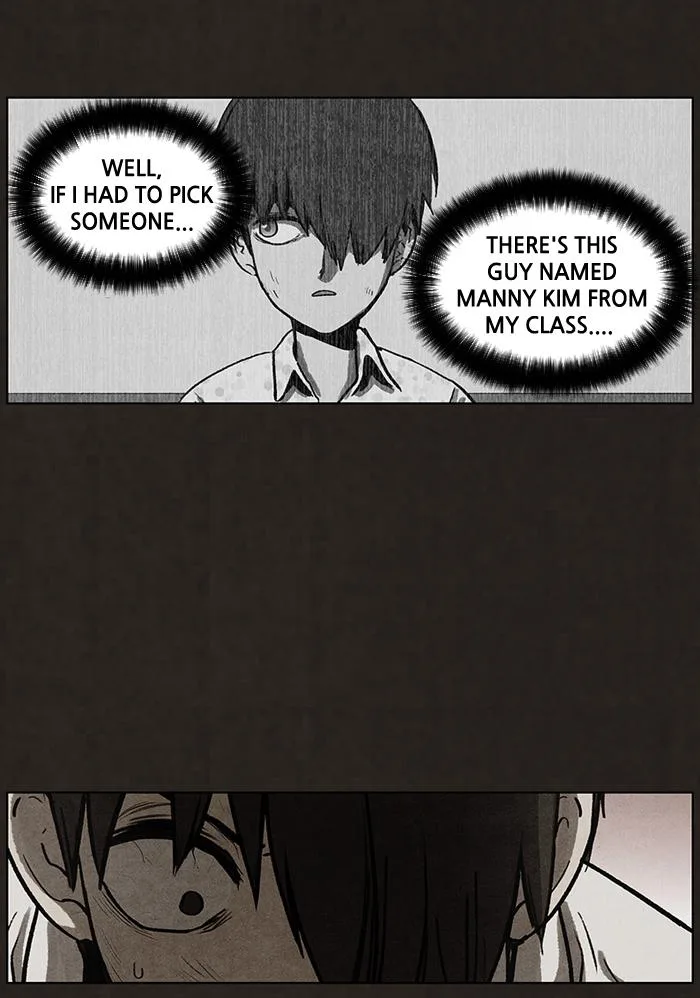 WELL,
IF I HAD TO PICK
SOMEONE...
THERE'S THIS
GUY NAMED
MANNY KIM FROM
MY CLASS....